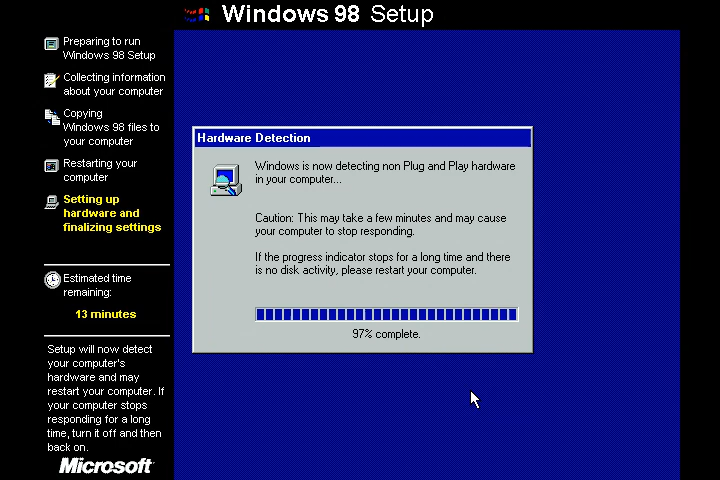 Windows 98 Setup
Preparing to run
Windows 98 Setup
Collecting information
about your computer
Copying
Windows 98 files to
your computer
Restarting your
computer
Setting up
hardware and
finalizing settings
Estimated time
remaining:
13 minutes
Setup will now detect
your computer's
hardware and may
restart your computer. If
your computer stops
responding for a long
time, turn it off and then
back on.
Microsoft
Hardware Detection
Windows is now detecting non Plug and Play hardware
in your computer...
Caution: This may take a few minutes and may cause
your computer to stop responding.
If the progress indicator stops for a long time and there
is no disk activity, please restart your computer.
97% complete.